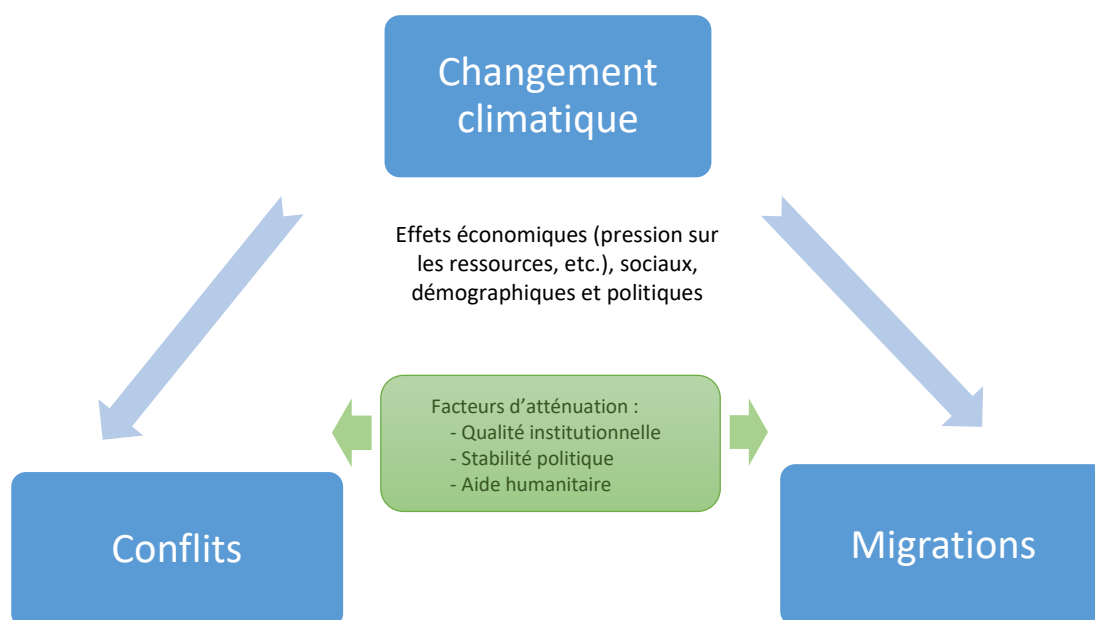 Changement
climatique
Effets économiques (pression sur
les ressources, etc.), sociaux,
démographiques et politiques
Facteurs d’atténuation :
- Qualité institutionnelle
- Stabilité politique
- Aide humanitaire
Conflits
Migrations